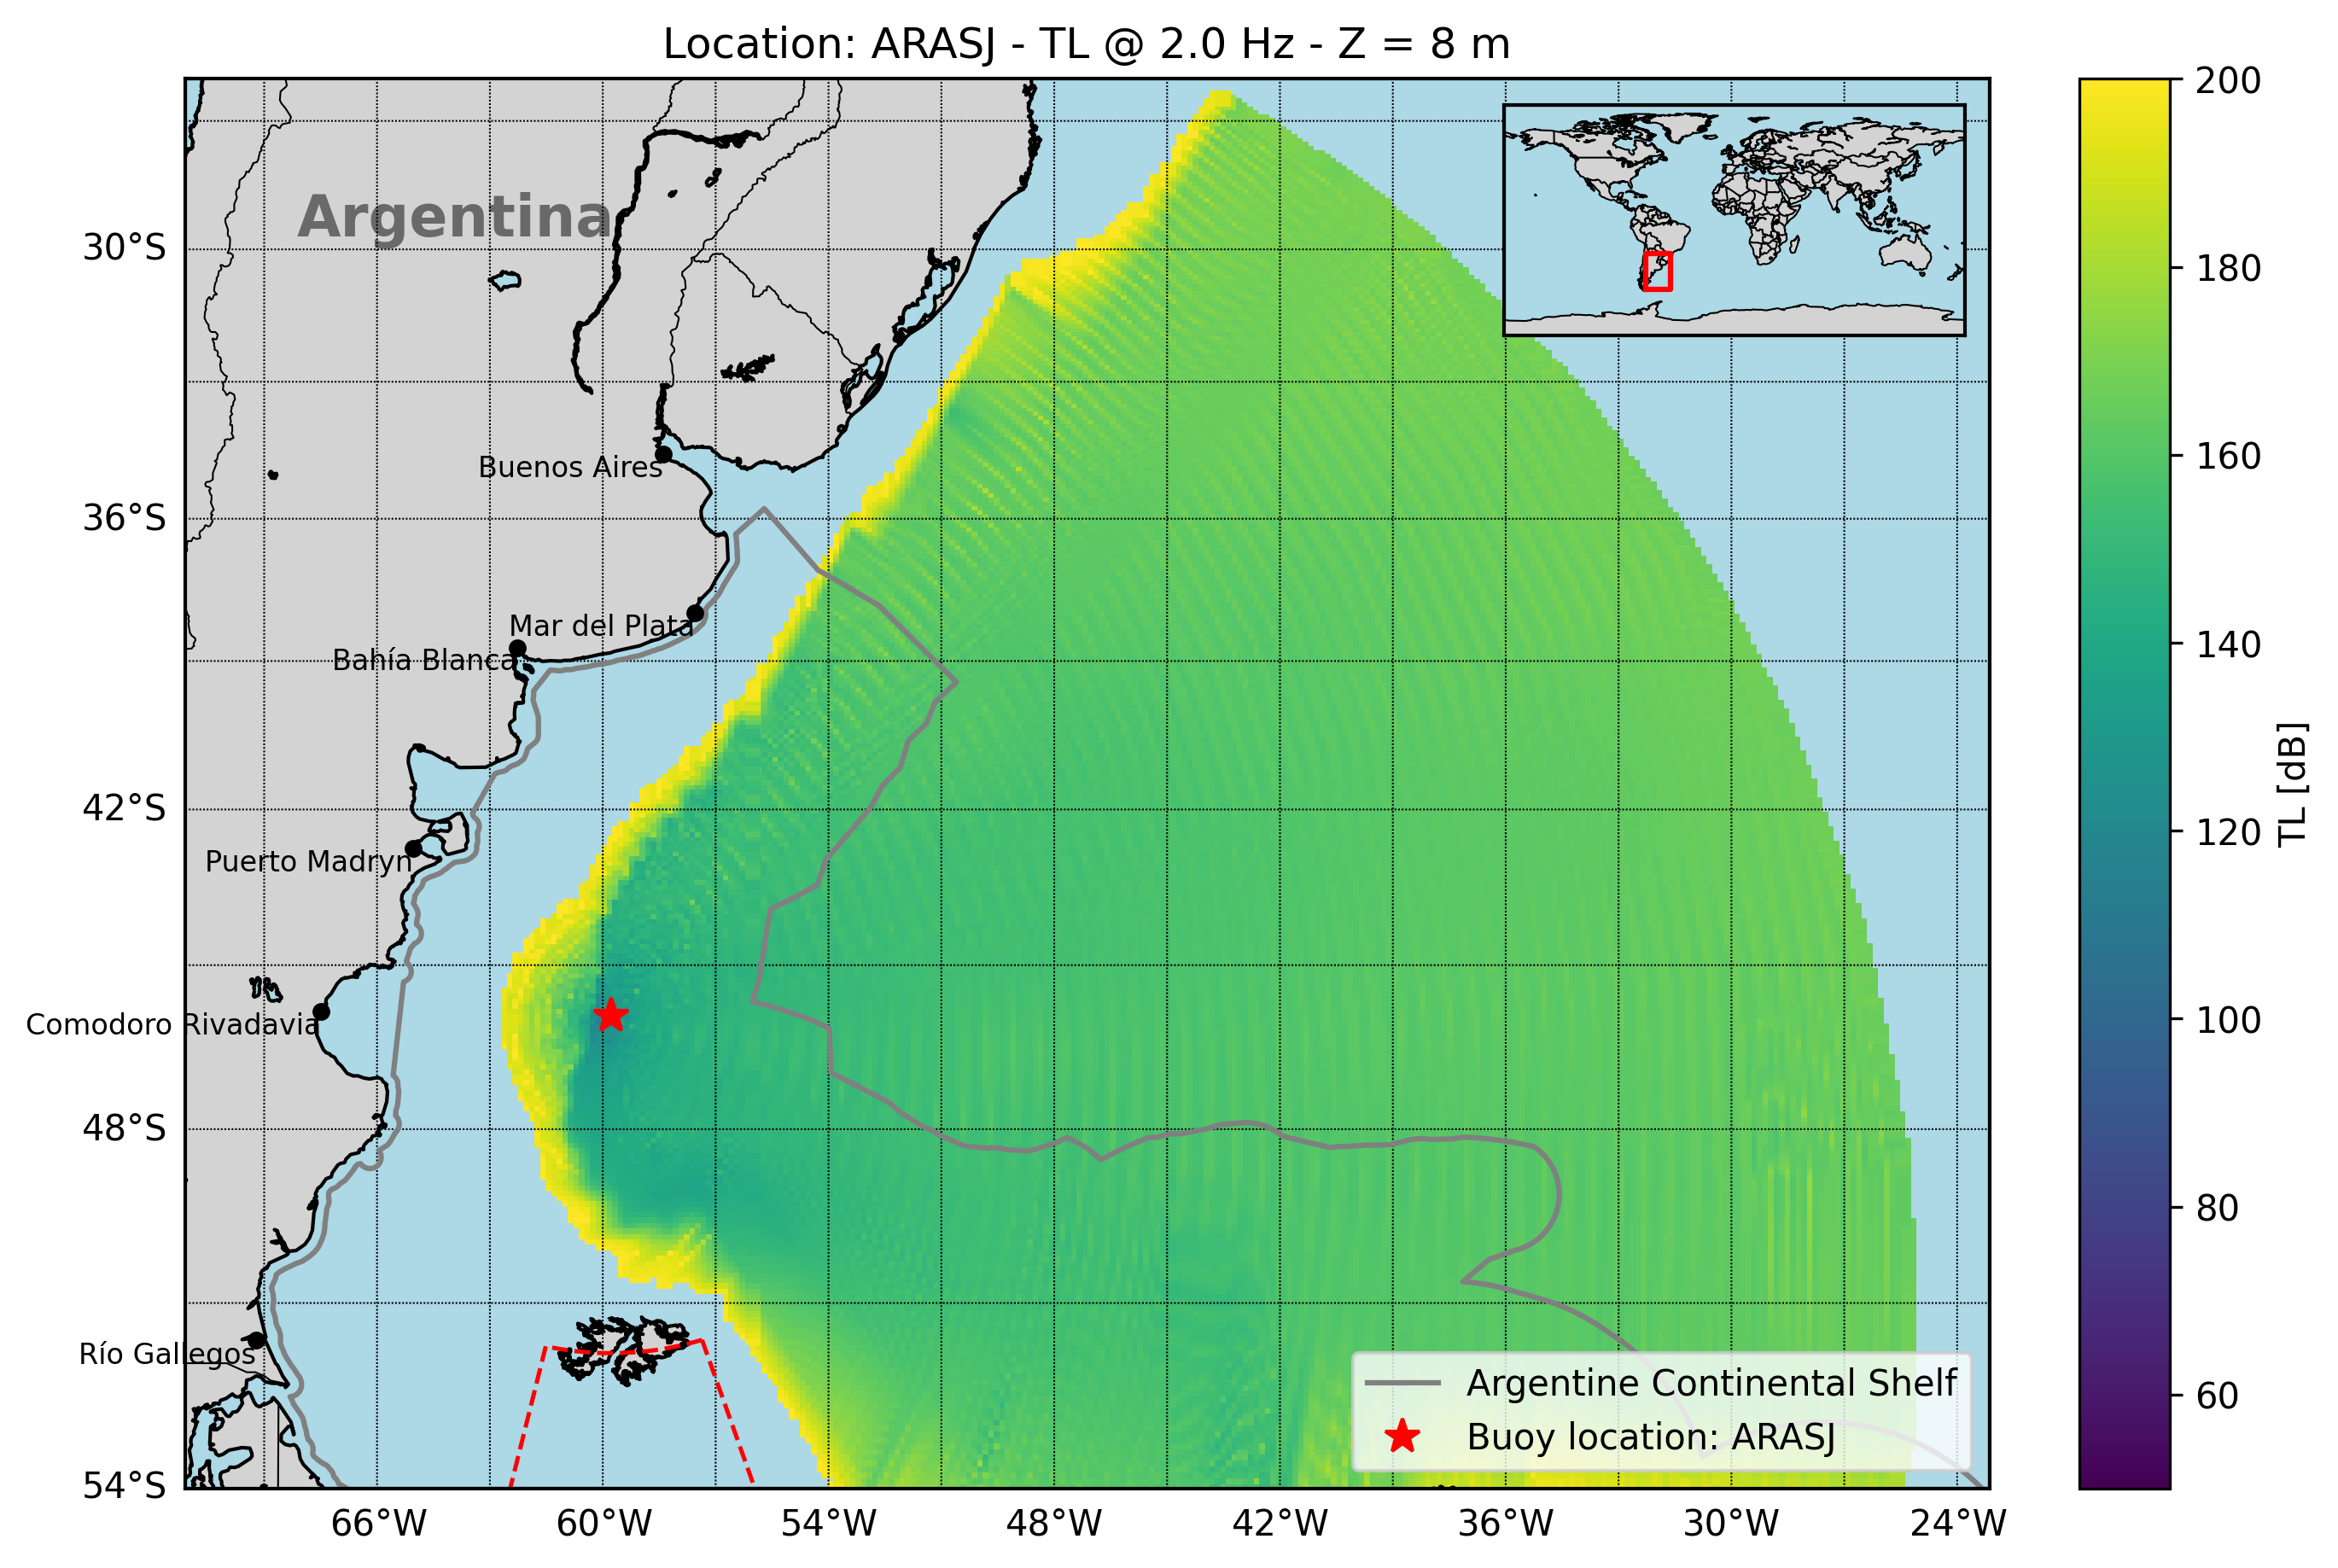 Location: ARASJ - TL @ 2.0 Hz - Z = 8 m
Argentina
30°S
36°S
42°S
48°S
54°S
Buenos Aires
Mar del Plata
Bahía Blanca
Puerto Madryn
Comodoro Rivadavia
Río Gallegos
Argentine Continental Shelf
Buoy location: ARASJ
66°W
60°W
54°W
48°W
42°W
36°W
30°W
24°W
200
180
160
140
120
100
80
60
TL [dB]